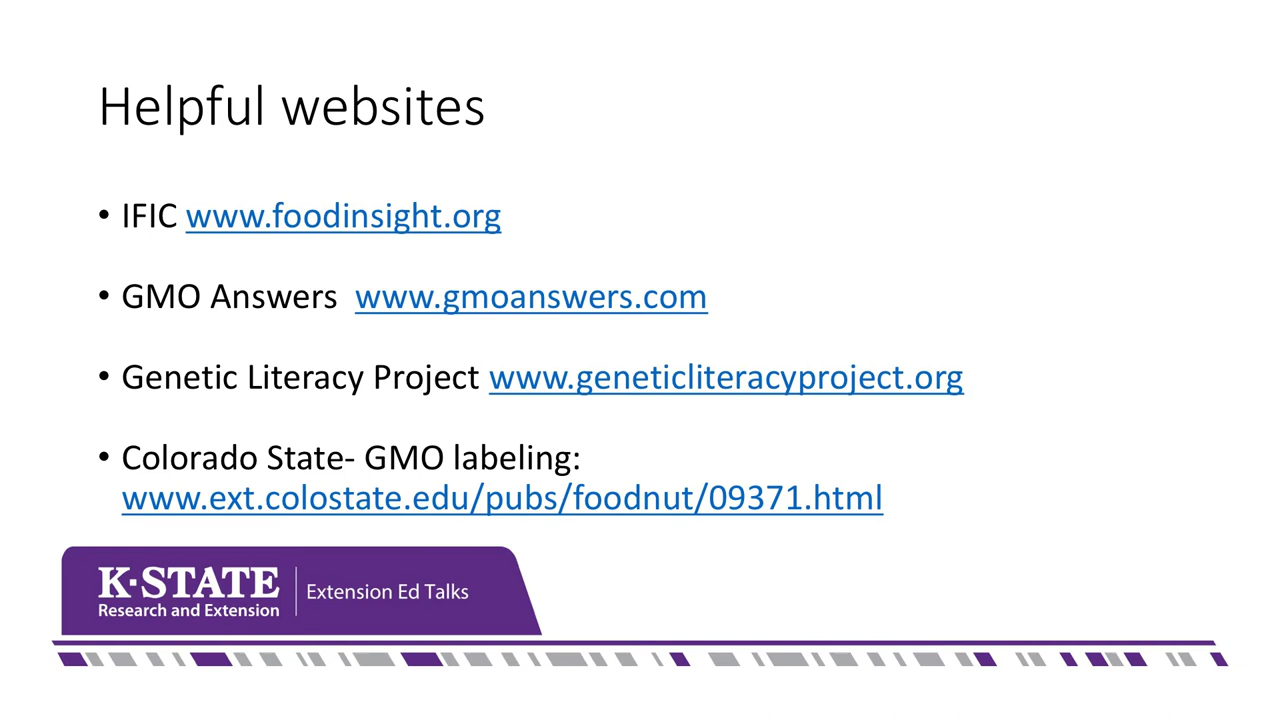 Helpful websites
• IFIC www.foodinsight.org
• GMO Answers  www.gmoanswers.com
• Genetic Literacy Project www.geneticliteracyproject.org
• Colorado State- GMO labeling:
www.ext.colostate.edu/pubs/foodnut/09371.html
K·STATE
Research and Extension
Extension Ed Talks